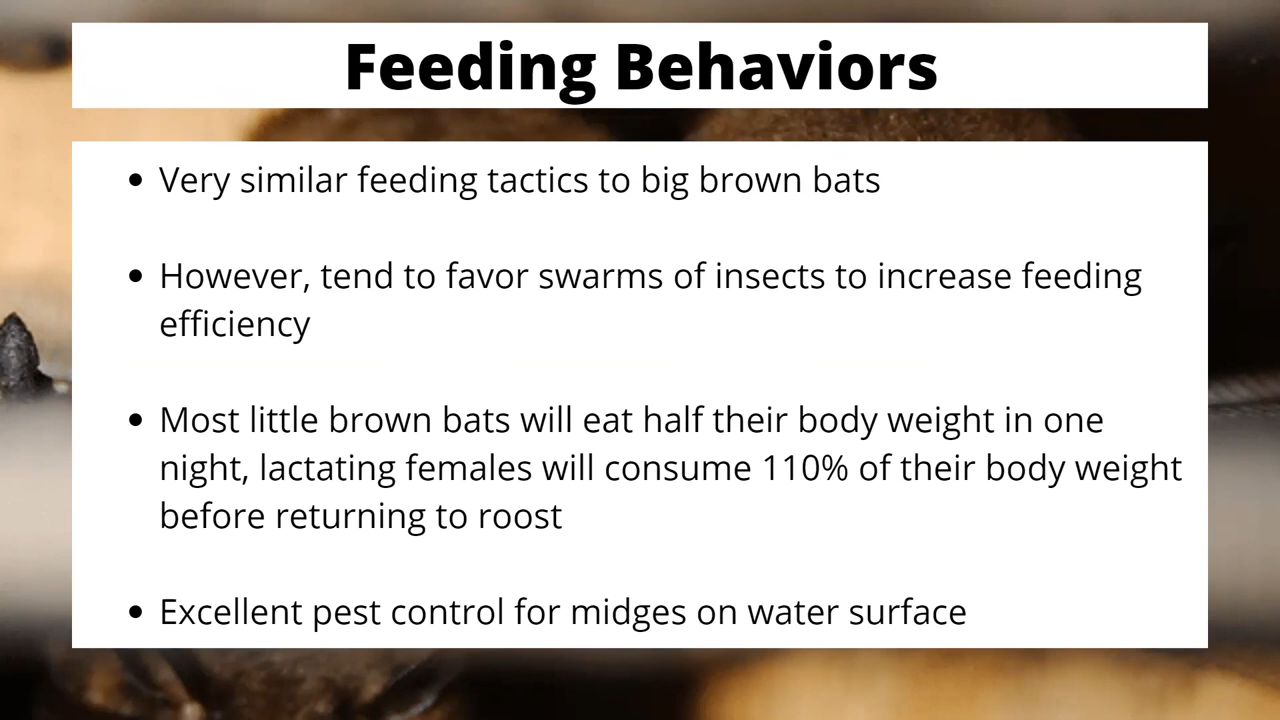 Feeding Behaviors
• Very similar feeding tactics to big brown bats
• However, tend to favor swarms of insects to increase feeding
efficiency
• Most little brown bats will eat half their body weight in one
night, lactating females will consume 110% of their body weight
before returning to roost
• Excellent pest control for midges on water surface